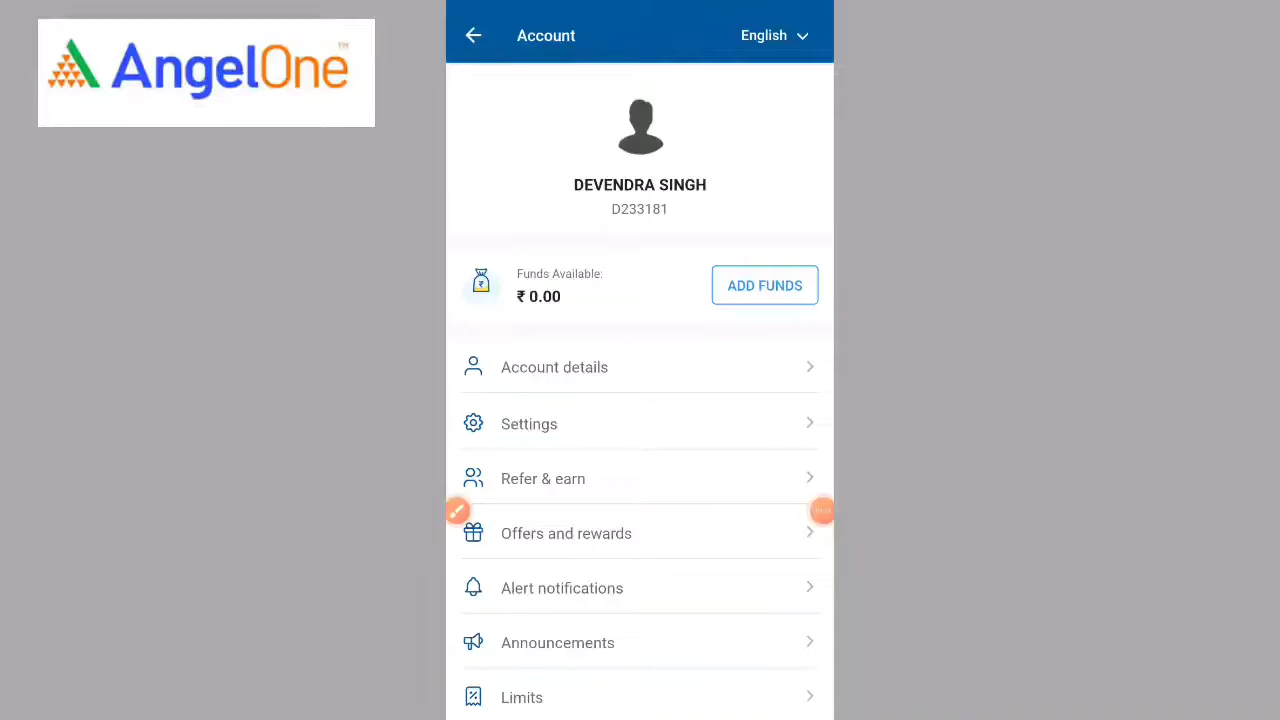 AngelOne™
Account
English
DEVENDRA SINGH
D233181
Funds Available:
₹ 0.00
ADD FUNDS
Account details
Settings
Refer & earn
Offers and rewards
Alert notifications
Announcements
Limits